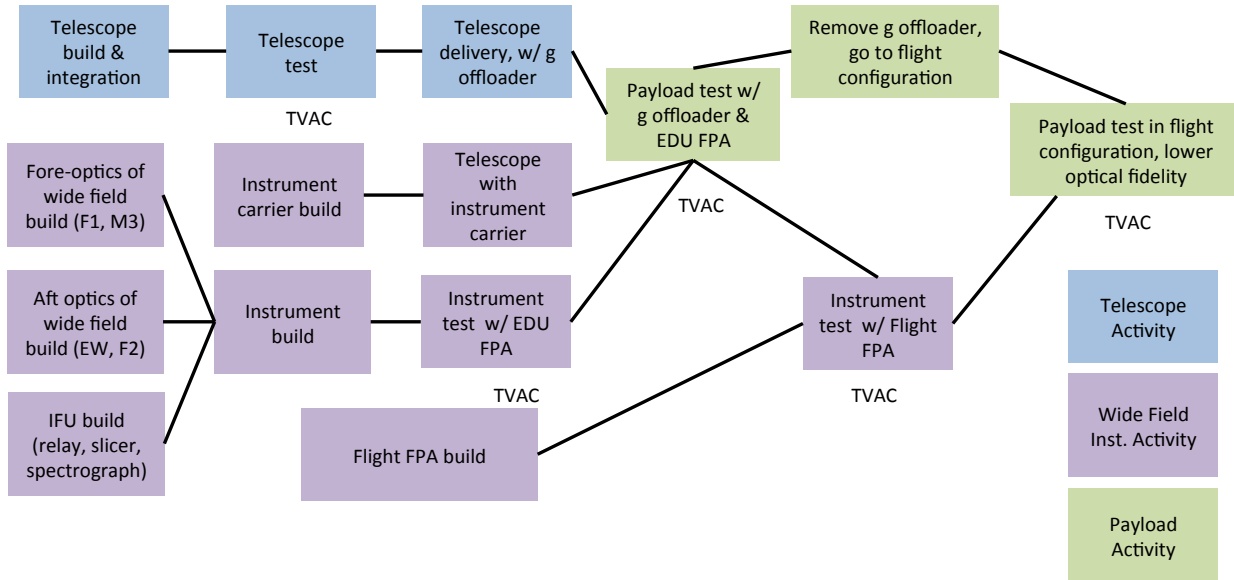 Telescope
build &
integration
Telescope
test
Telescope
delivery, w/ g
offloader
Remove g offloader,
go to flight
configuration
Payload test w/
g offloader &
EDU FPA
TVAC
Payload test in flight
configuration, lower
optical fidelity
TVAC
Fore-optics of
wide field
build (F1, M3)
Instrument
carrier build
Telescope
with
instrument
carrier
TVAC
Aft optics of
wide field
build (EW, F2)
Instrument
build
Instrument
test w/ EDU
FPA
TVAC
Instrument
test w/ Flight
FPA
TVAC
IFU build
(relay, slicer,
spectrograph)
Flight FPA build
Telescope
Activity
Wide Field
Inst. Activity
Payload
Activity